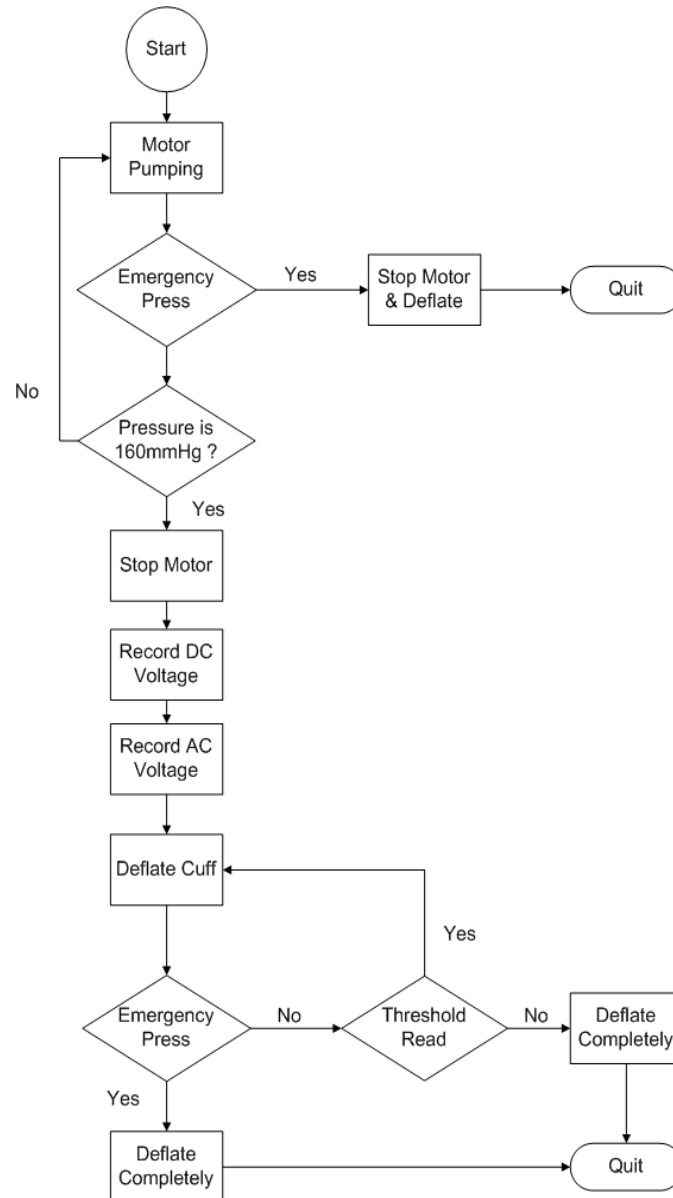 Start
Motor
Pumping
Emergency
Press
Yes
Stop Motor
& Deflate
Quit
No
Pressure is
160mmHg ?
Yes
Stop Motor
Record DC
Voltage
Record AC
Voltage
Deflate Cuff
Yes
Emergency
Press
No
Threshold
Read
No
Deflate
Completely
Yes
Deflate
Completely
Quit